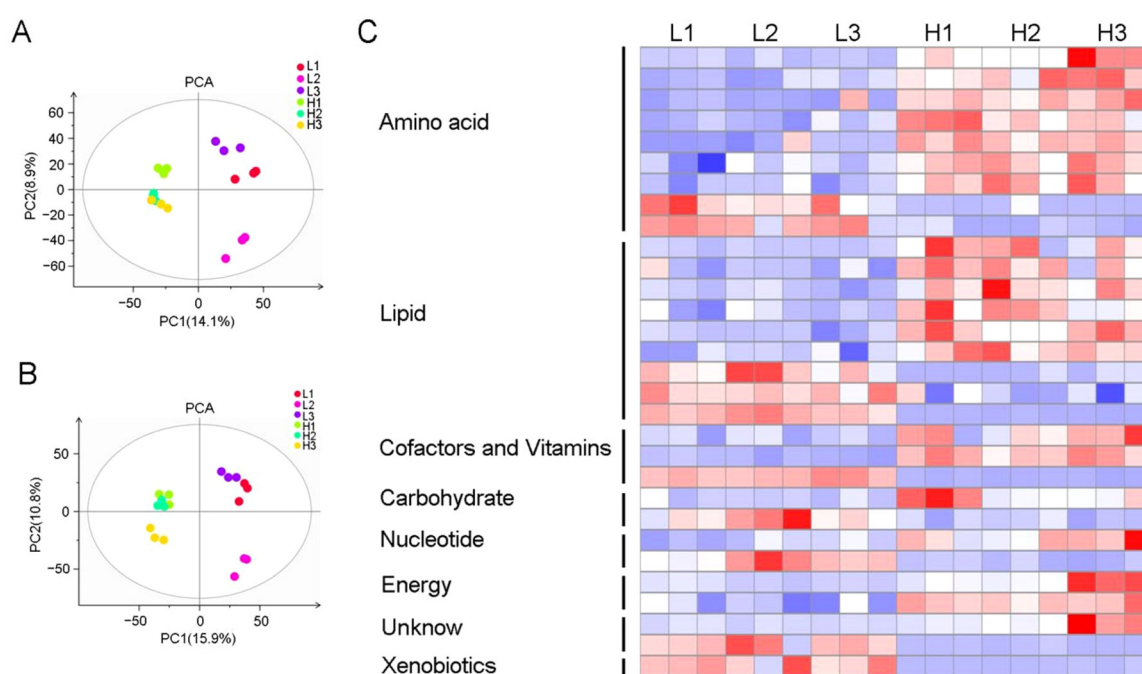 A
PCA
L1
L2
L3
H1
H2
H3
PC2(8.9%)
60
40
20
0
−20
−40
−60
−50
0
50
PC1(14.1%)
B
PCA
L1
L2
L3
H1
H2
H3
PC2(10.8%)
50
0
−50
−50
0
50
PC1(15.9%)
C
L1 L2 L3 H1 H2 H3
Amino acid
Lipid
Cofactors and Vitamins
Carbohydrate
Nucleotide
Energy
Unknow
Xenobiotics